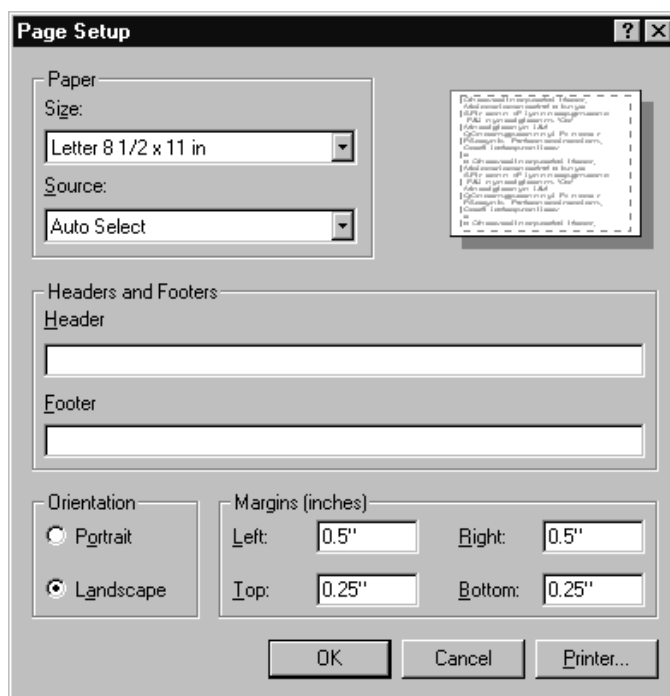 Page Setup
Paper
Size:
Letter 8 1/2 x 11 in
Source:
Auto Select
Headers and Footers
Header
Footer
Orientation
Portrait
Landscape
Margins (inches)
Left: 0.5" Right: 0.5"
Top: 0.25" Bottom: 0.25"
OK Cancel Printer...